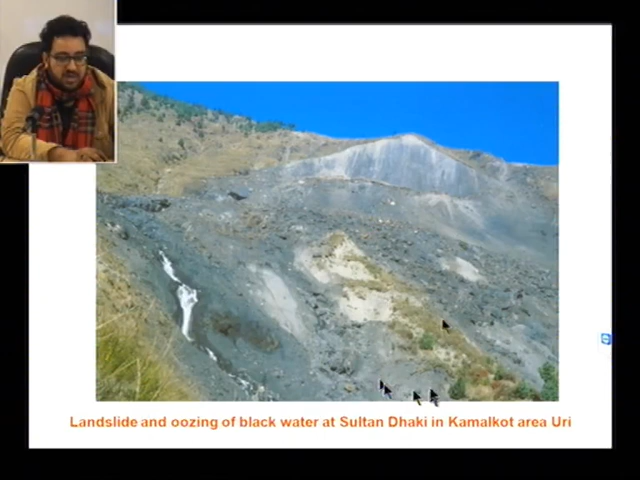 Landslide and oozing of black water at Sultan Dhaki in Kamalkot area Uri